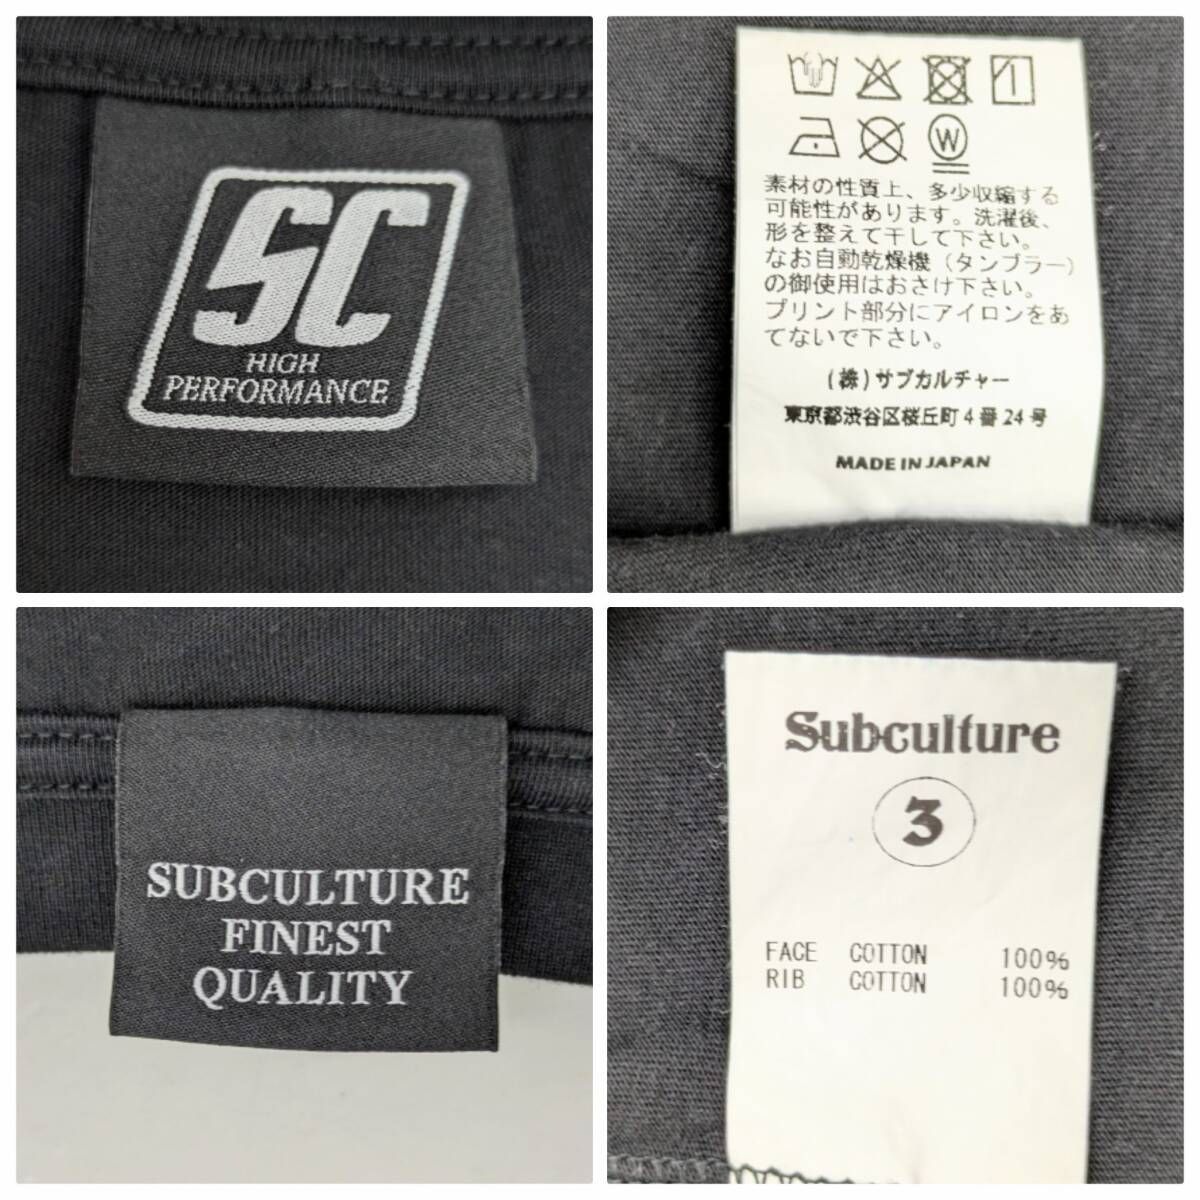 SC
HIGH
PERFORMANCE
W
素材の性質上、多少収縮する
可能性があります。洗濯後、
形を整えて干して下さい。
なお自動乾燥機（タンブラー）
の御使用はおさけ下さい。
プリント部分にアイロンをあ
てないで下さい。
(株)サブカルチャー
東京都渋谷区桜丘町4番24号
MADE IN JAPAN
SUBCULTURE
FINEST
QUALITY
Subculture
3
FACE COTTON 100%
RIB COTTON 100%